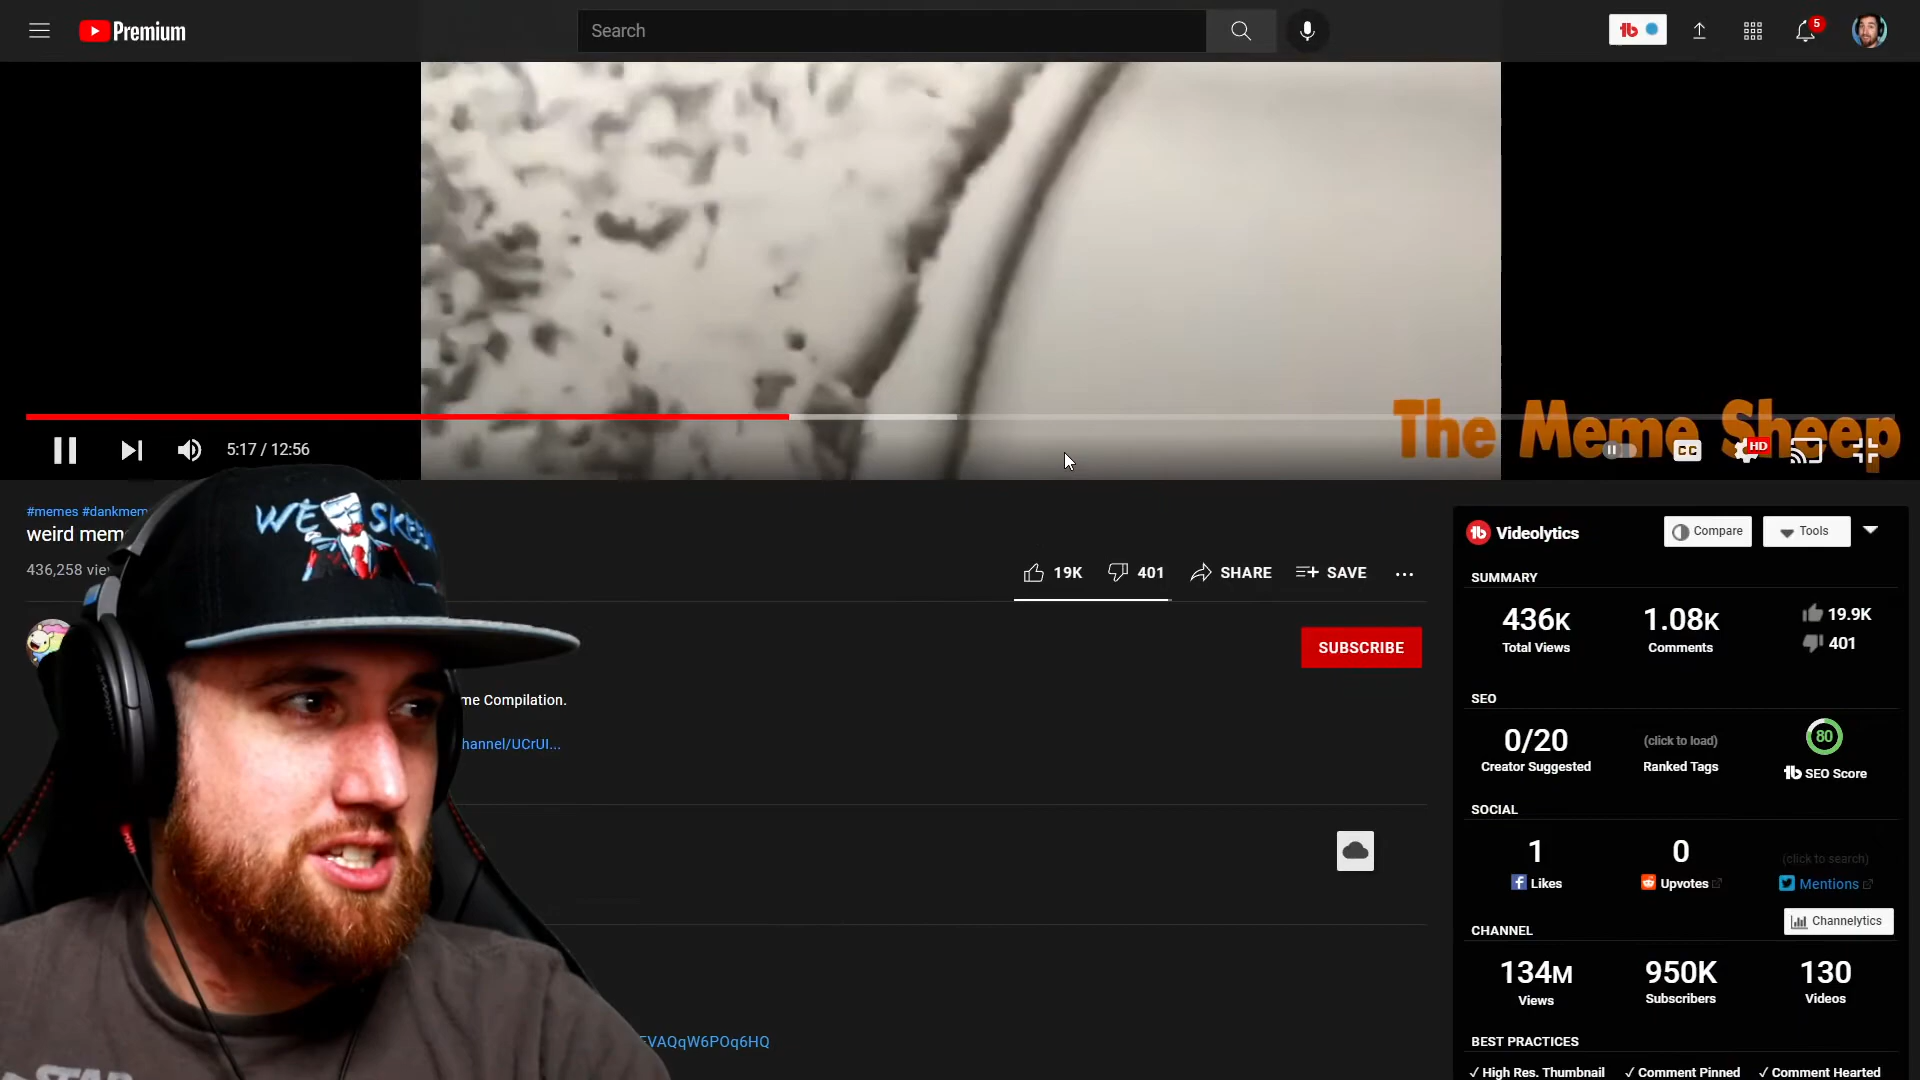 Premium
Search
5
The Meme Sheep
5:17 / 12:56
CC
HD
#memes #dankmem
weird mem
436,258 vie
19K
401
SHARE
SAVE
SUBSCRIBE
me Compilation.
hannel/UCrUI...
VAQqW6POq6HQ
WE
STAR
Videolytics
Compare
Tools
SUMMARY
436K
1.08K
19.9K
Total Views
Comments
401
SEO
0/20
(click to load)
80
Creator Suggested
Ranked Tags
SEO Score
SOCIAL
1
0
(click to search)
Likes
Upvotes
Mentions
Channelytics
CHANNEL
134M
950K
130
Views
Subscribers
Videos
BEST PRACTICES
✓ High Res. Thumbnail ✓ Comment Pinned ✓ Comment Hearted